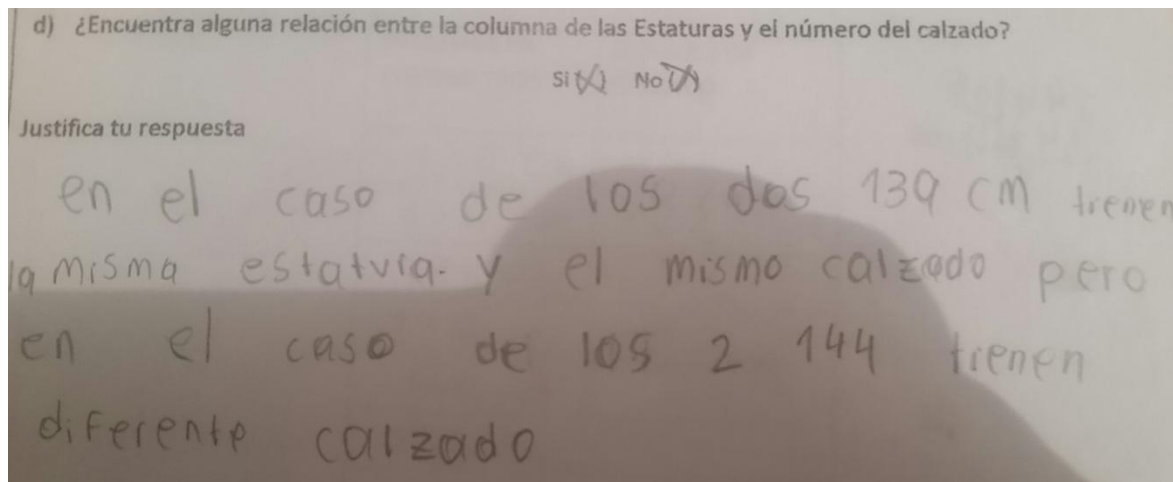 d) ¿Encuentra alguna relación entre la columna de las Estaturas y el número del calzado?
Si (X) No (X)
Justifica tu respuesta
en el caso de los dos 139 cm tienen
la misma estatura. y el mismo calzado pero
en el caso de los 2 144 tienen
diferente calzado